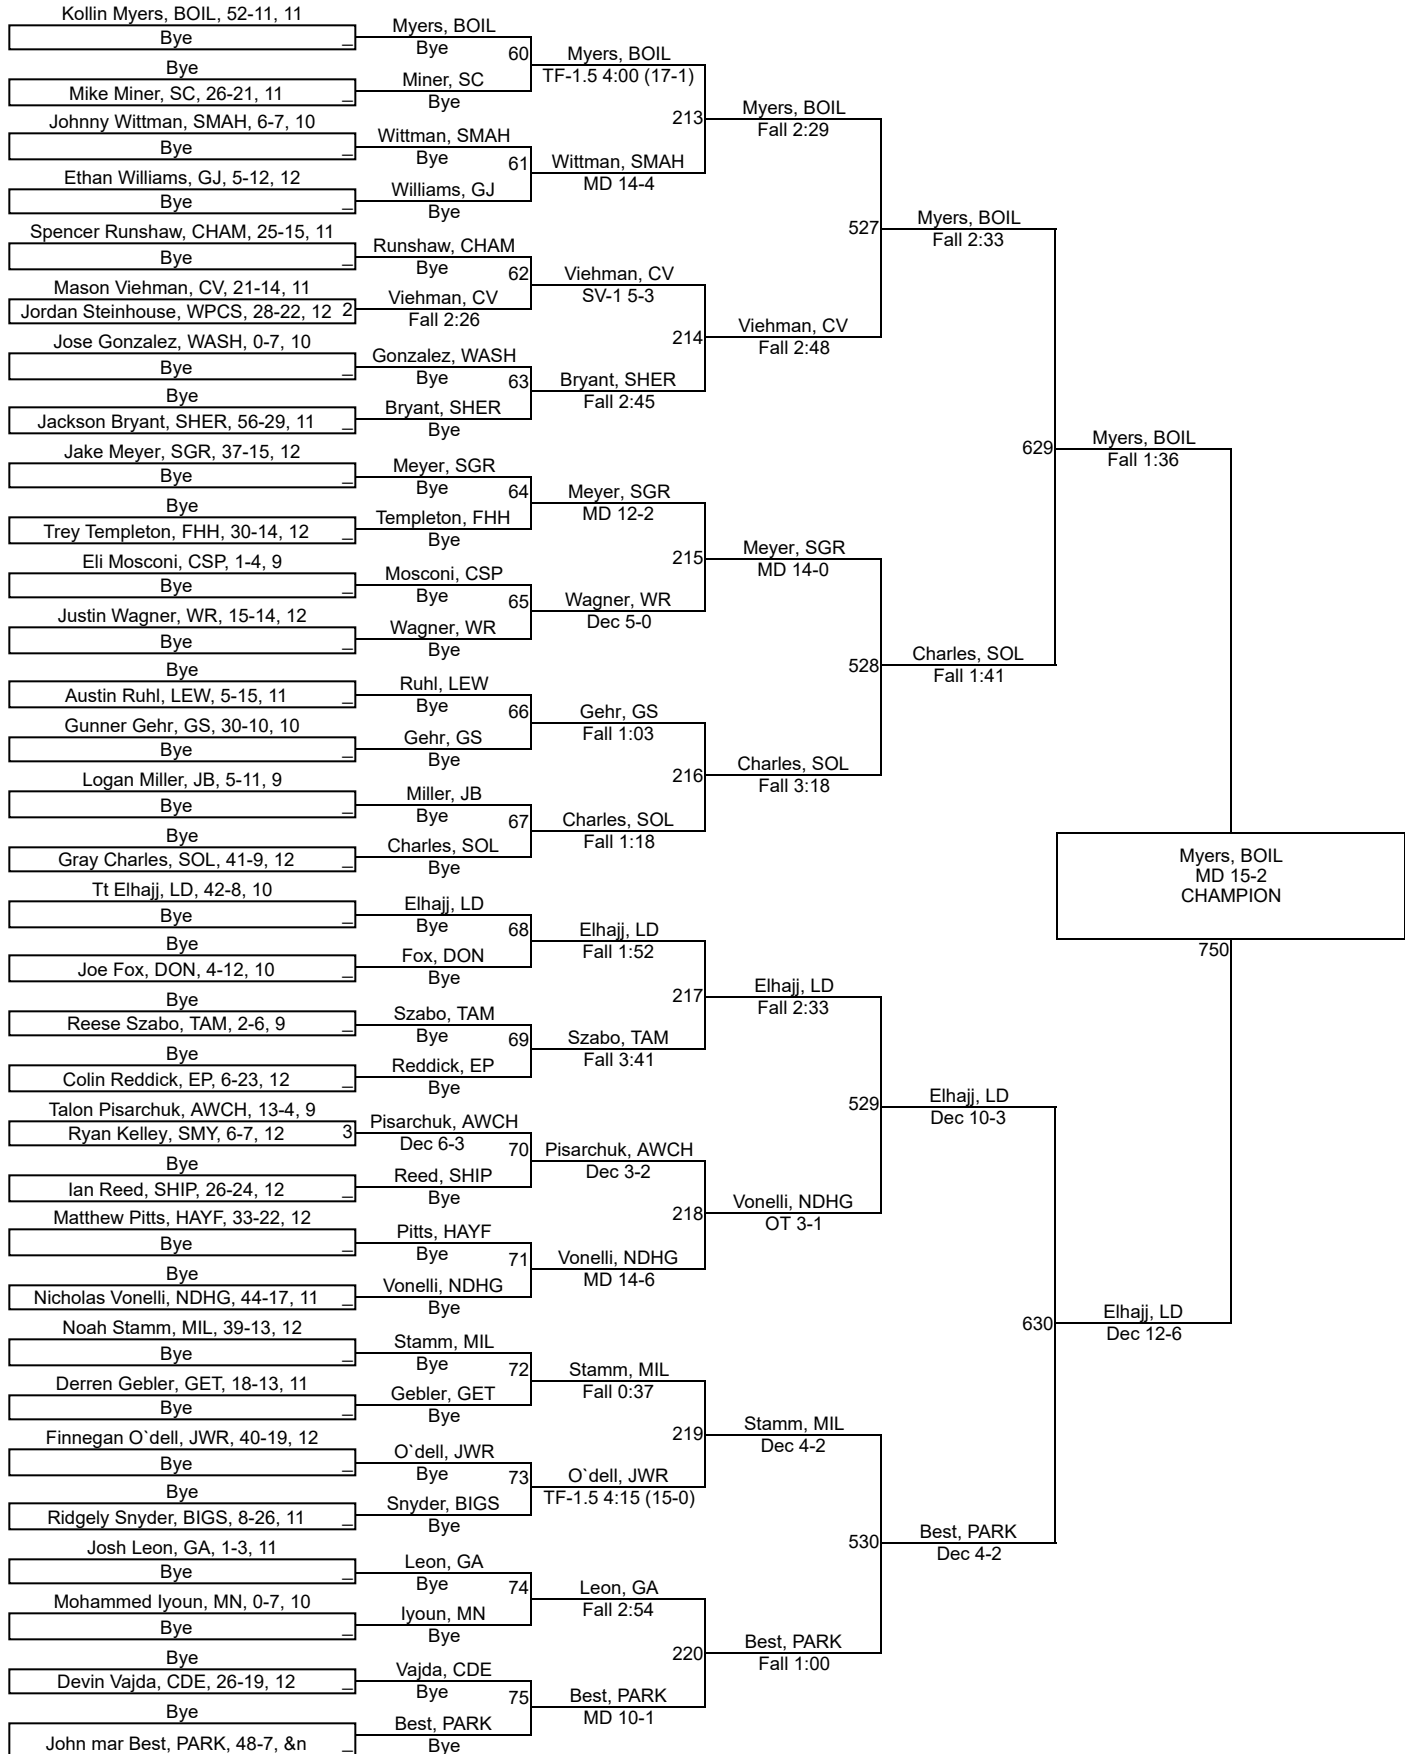 Kollin Myers, BOIL, 52-11, 11
Bye _
Bye
Mike Miner, SC, 26-21, 11 _
Johnny Wittman, SMAH, 6-7, 10
Bye _
Ethan Williams, GJ, 5-12, 12
Bye _
Spencer Runshaw, CHAM, 25-15, 11
Bye _
Mason Viehman, CV, 21-14, 11
Jordan Steinhouse, WPCS, 28-22, 12 2
Jose Gonzalez, WASH, 0-7, 10
Bye _
Bye
Jackson Bryant, SHER, 56-29, 11 _
Jake Meyer, SGR, 37-15, 12
Bye _
Bye
Trey Templeton, FHH, 30-14, 12 _
Eli Mosconi, CSP, 1-4, 9
Bye _
Justin Wagner, WR, 15-14, 12
Bye _
Bye
Austin Ruhl, LEW, 5-15, 11 _
Gunner Gehr, GS, 30-10, 10
Bye _
Logan Miller, JB, 5-11, 9
Bye _
Bye
Gray Charles, SOL, 41-9, 12 _
Tt Elhajj, LD, 42-8, 10
Bye _
Bye
Joe Fox, DON, 4-12, 10 _
Bye
Reese Szabo, TAM, 2-6, 9 _
Bye
Colin Reddick, EP, 6-23, 12 _
Talon Pisarchuk, AWCH, 13-4, 9
Ryan Kelley, SMY, 6-7, 12 3
Bye
Ian Reed, SHIP, 26-24, 12 _
Matthew Pitts, HAYF, 33-22, 12
Bye _
Bye
Nicholas Vonelli, NDHG, 44-17, 11 _
Noah Stamm, MIL, 39-13, 12
Bye _
Derren Gebler, GET, 18-13, 11
Bye _
Finnegan O`dell, JWR, 40-19, 12
Bye _
Bye
Ridgely Snyder, BIGS, 8-26, 11 _
Josh Leon, GA, 1-3, 11
Bye _
Mohammed Iyoun, MN, 0-7, 10
Bye _
Bye
Devin Vajda, CDE, 26-19, 12 _
Bye
John mar Best, PARK, 48-7, &n _
Myers, BOIL
Bye
60
Miner, SC
Bye
Wittman, SMAH
Bye
61
Williams, GJ
Bye
Runshaw, CHAM
Bye
62
Viehman, CV
Fall 2:26
Gonzalez, WASH
Bye
63
Bryant, SHER
Bye
Meyer, SGR
Bye
64
Templeton, FHH
Bye
Mosconi, CSP
Bye
65
Wagner, WR
Bye
Ruhl, LEW
Bye
66
Gehr, GS
Bye
Miller, JB
Bye
67
Charles, SOL
Bye
Elhajj, LD
Bye
68
Fox, DON
Bye
Szabo, TAM
Bye
69
Reddick, EP
Bye
Pisarchuk, AWCH
Dec 6-3
70
Reed, SHIP
Bye
Pitts, HAYF
Bye
71
Vonelli, NDHG
Bye
Stamm, MIL
Bye
72
Gebler, GET
Bye
O`dell, JWR
Bye
73
Snyder, BIGS
Bye
Leon, GA
Bye
74
Iyoun, MN
Bye
Vajda, CDE
Bye
75
Best, PARK
Bye
Myers, BOIL
TF-1.5 4:00 (17-1)
213
Wittman, SMAH
MD 14-4
Viehman, CV
SV-1 5-3
214
Bryant, SHER
Fall 2:45
Meyer, SGR
MD 12-2
215
Wagner, WR
Dec 5-0
Gehr, GS
Fall 1:03
216
Charles, SOL
Fall 1:18
Elhajj, LD
Fall 1:52
217
Szabo, TAM
Fall 3:41
Pisarchuk, AWCH
Dec 3-2
218
Vonelli, NDHG
MD 14-6
Stamm, MIL
Fall 0:37
219
O`dell, JWR
TF-1.5 4:15 (15-0)
Leon, GA
Fall 2:54
220
Best, PARK
MD 10-1
Myers, BOIL
Fall 2:29
527
Viehman, CV
Fall 2:48
Meyer, SGR
MD 14-0
528
Charles, SOL
Fall 3:18
Elhajj, LD
Fall 2:33
529
Vonelli, NDHG
OT 3-1
Stamm, MIL
Dec 4-2
530
Best, PARK
Fall 1:00
Myers, BOIL
Fall 2:33
629
Charles, SOL
Fall 1:41
Elhajj, LD
Dec 10-3
630
Best, PARK
Dec 4-2
Myers, BOIL
Fall 1:36
Elhajj, LD
Dec 12-6
Myers, BOIL
MD 15-2
CHAMPION
750